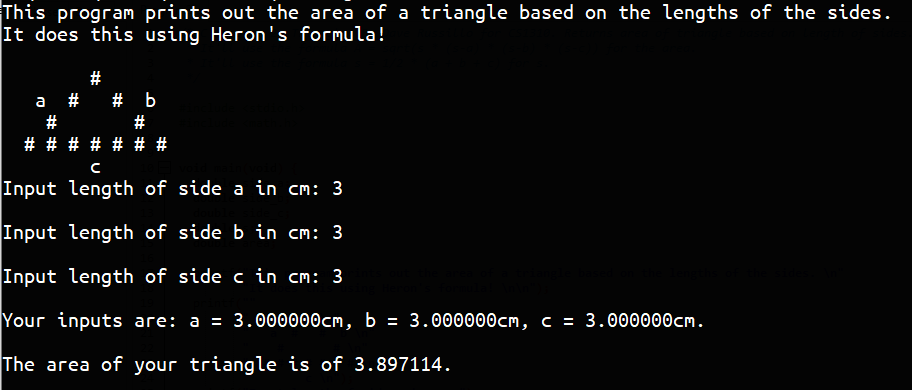 This program prints out the area of a triangle based on the lengths of the sides.
It does this using Heron's formula!
#
a # # b
# #
# # # # # # #
c
Input length of side a in cm: 3
Input length of side b in cm: 3
Input length of side c in cm: 3
Your inputs are: a = 3.000000cm, b = 3.000000cm, c = 3.000000cm.
The area of your triangle is of 3.897114.